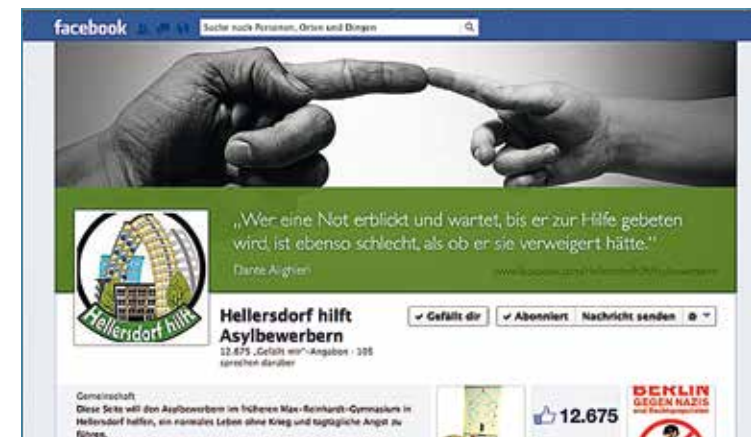 facebook
Suche nach Personen, Orten und Dingen
„Wer eine Not erblickt und wartet, bis er zur Hilfe gebeten
wird, ist ebenso schlecht, als ob er sie verweigert hätte.“
Dante Alighieri
Hellersdorf hilft
Hellersdorf hilft
Asylbewerbern
12.675 „Gefällt mir“-Angaben · 105
sprechen darüber
✓ Gefällt dir
✓ Abonniert
Nachricht senden
Gemeinschaft
Diese Seite will den Asylbewerbern im früheren Max-Reinhardt-Gymnasium in
Hellersdorf helfen, ein normales Leben ohne Krieg und tagtägliche Angst zu
führen.
12.675
BERLIN
GEGEN NAZIS